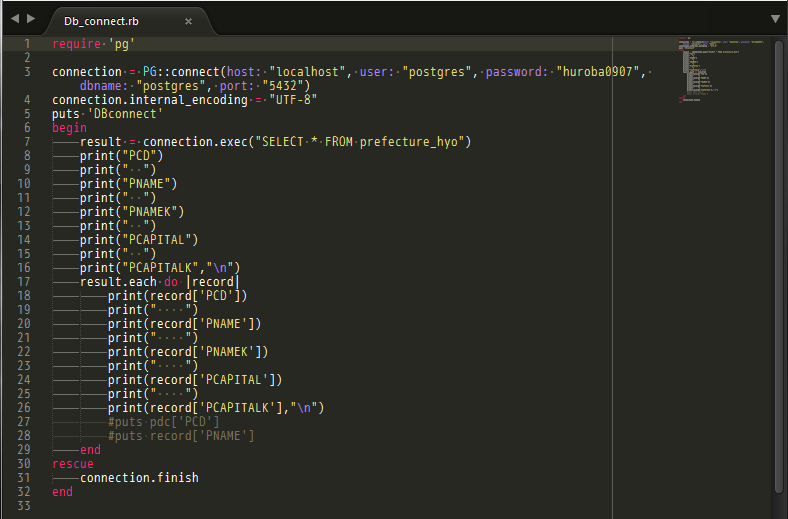 Db_connect.rb
1 require 'pg'
2
3 connection = PG::connect(host: "localhost", user: "postgres", password: "huroba0907",
dbname: "postgres", port: "5432")
4 connection.internal_encoding = "UTF-8"
5 puts 'DBconnect'
6 begin
7 result = connection.exec("SELECT * FROM prefecture_hyo")
8 print("PCD")
9 print("  ")
10 print("PNAME")
11 print("  ")
12 print("PNAMEK")
13 print("  ")
14 print("PCAPITAL")
15 print("  ")
16 print("PCAPITALK","\n")
17 result.each do |record|
18 print(record['PCD'])
19 print("    ")
20 print(record['PNAME'])
21 print("    ")
22 print(record['PNAMEK'])
23 print("    ")
24 print(record['PCAPITAL'])
25 print("    ")
26 print(record['PCAPITALK'],"\n")
27 #puts pdc['PCD']
28 #puts record['PNAME']
29 end
30 rescue
31 connection.finish
32 end
33